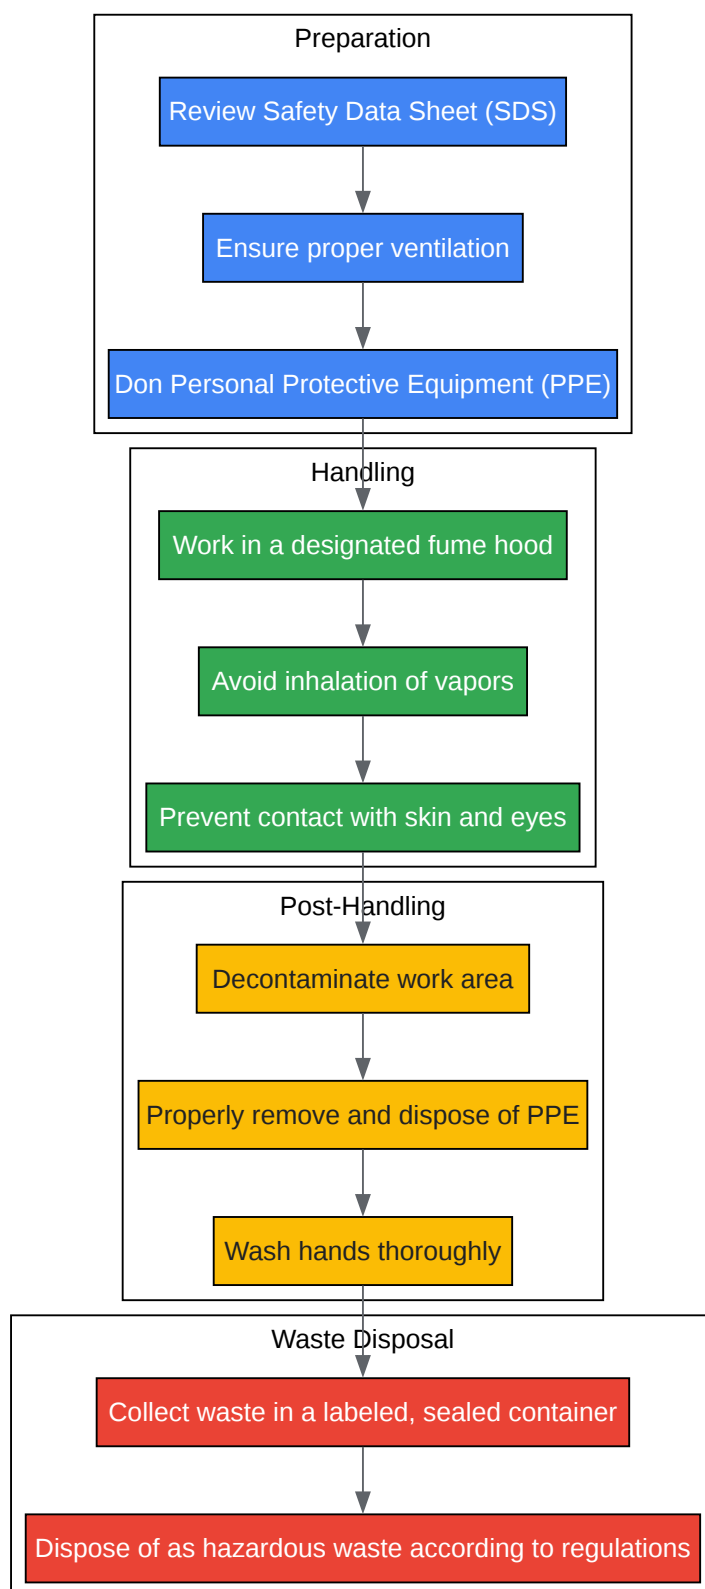 Preparation
Review Safety Data Sheet (SDS)
Ensure proper ventilation
Don Personal Protective Equipment (PPE)
Handling
Work in a designated fume hood
Avoid inhalation of vapors
Prevent contact with skin and eyes
Post-Handling
Decontaminate work area
Properly remove and dispose of PPE
Wash hands thoroughly
Waste Disposal
Collect waste in a labeled, sealed container
Dispose of as hazardous waste according to regulations